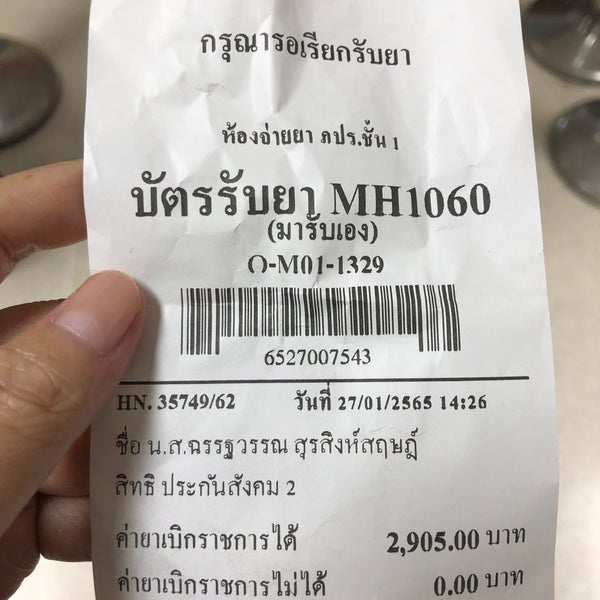 กรุณารอเรียกรับยา
ห้องจ่ายยา ภปร.ชั้น 1
บัตรรับยา MH1060
(มารับเอง)
O-M01-1329
6527007543
HN. 35749/62 วันที่ 27/01/2565 14:26
ชื่อ น.ส.ฉรรฐวรรณ สุรสิงห์สฤษฎ์
สิทธิ ประกันสังคม 2
ค่ายาเบิกราชการได้ 2,905.00 บาท
ค่ายาเบิกราชการไม่ได้ 0.00 บาท